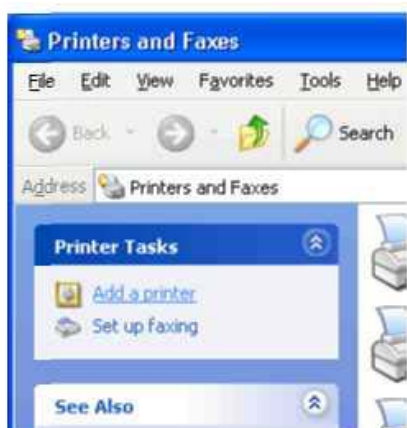 Printers and Faxes
File Edit View Favorites Tools Help
Back Search
Address Printers and Faxes
Printer Tasks
Add a printer
Set up faxing
See Also